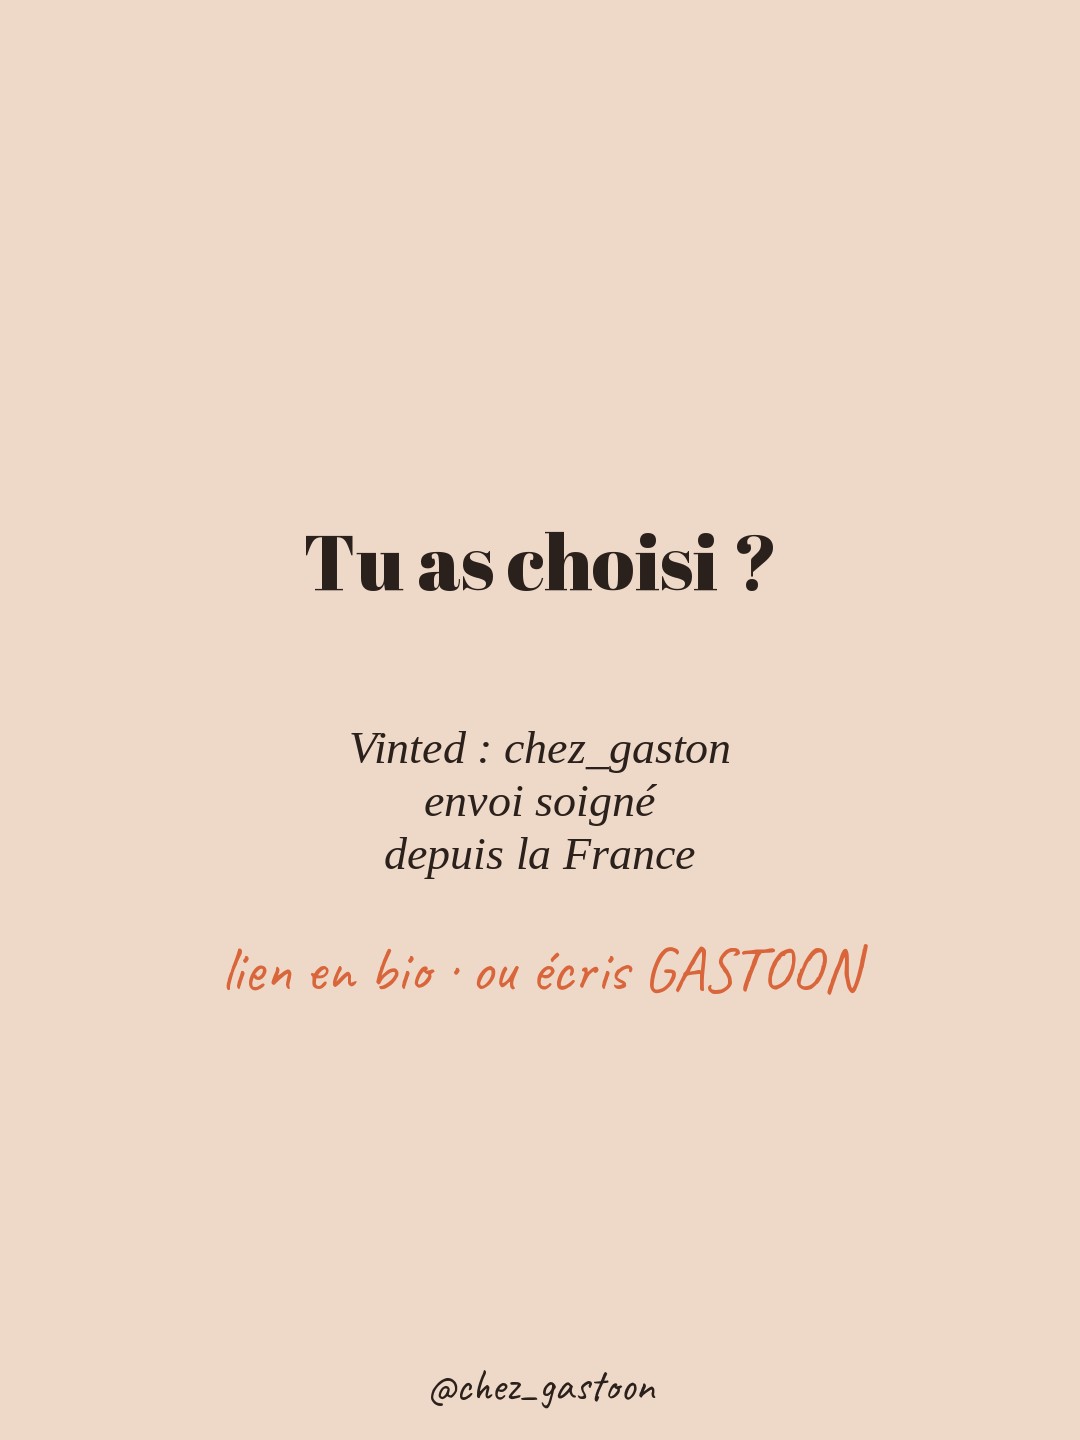 Tu as choisi ?
Vinted : chez_gaston
envoi soigné
depuis la France
lien en bio · ou écris GASTOON
@chez_gastoon